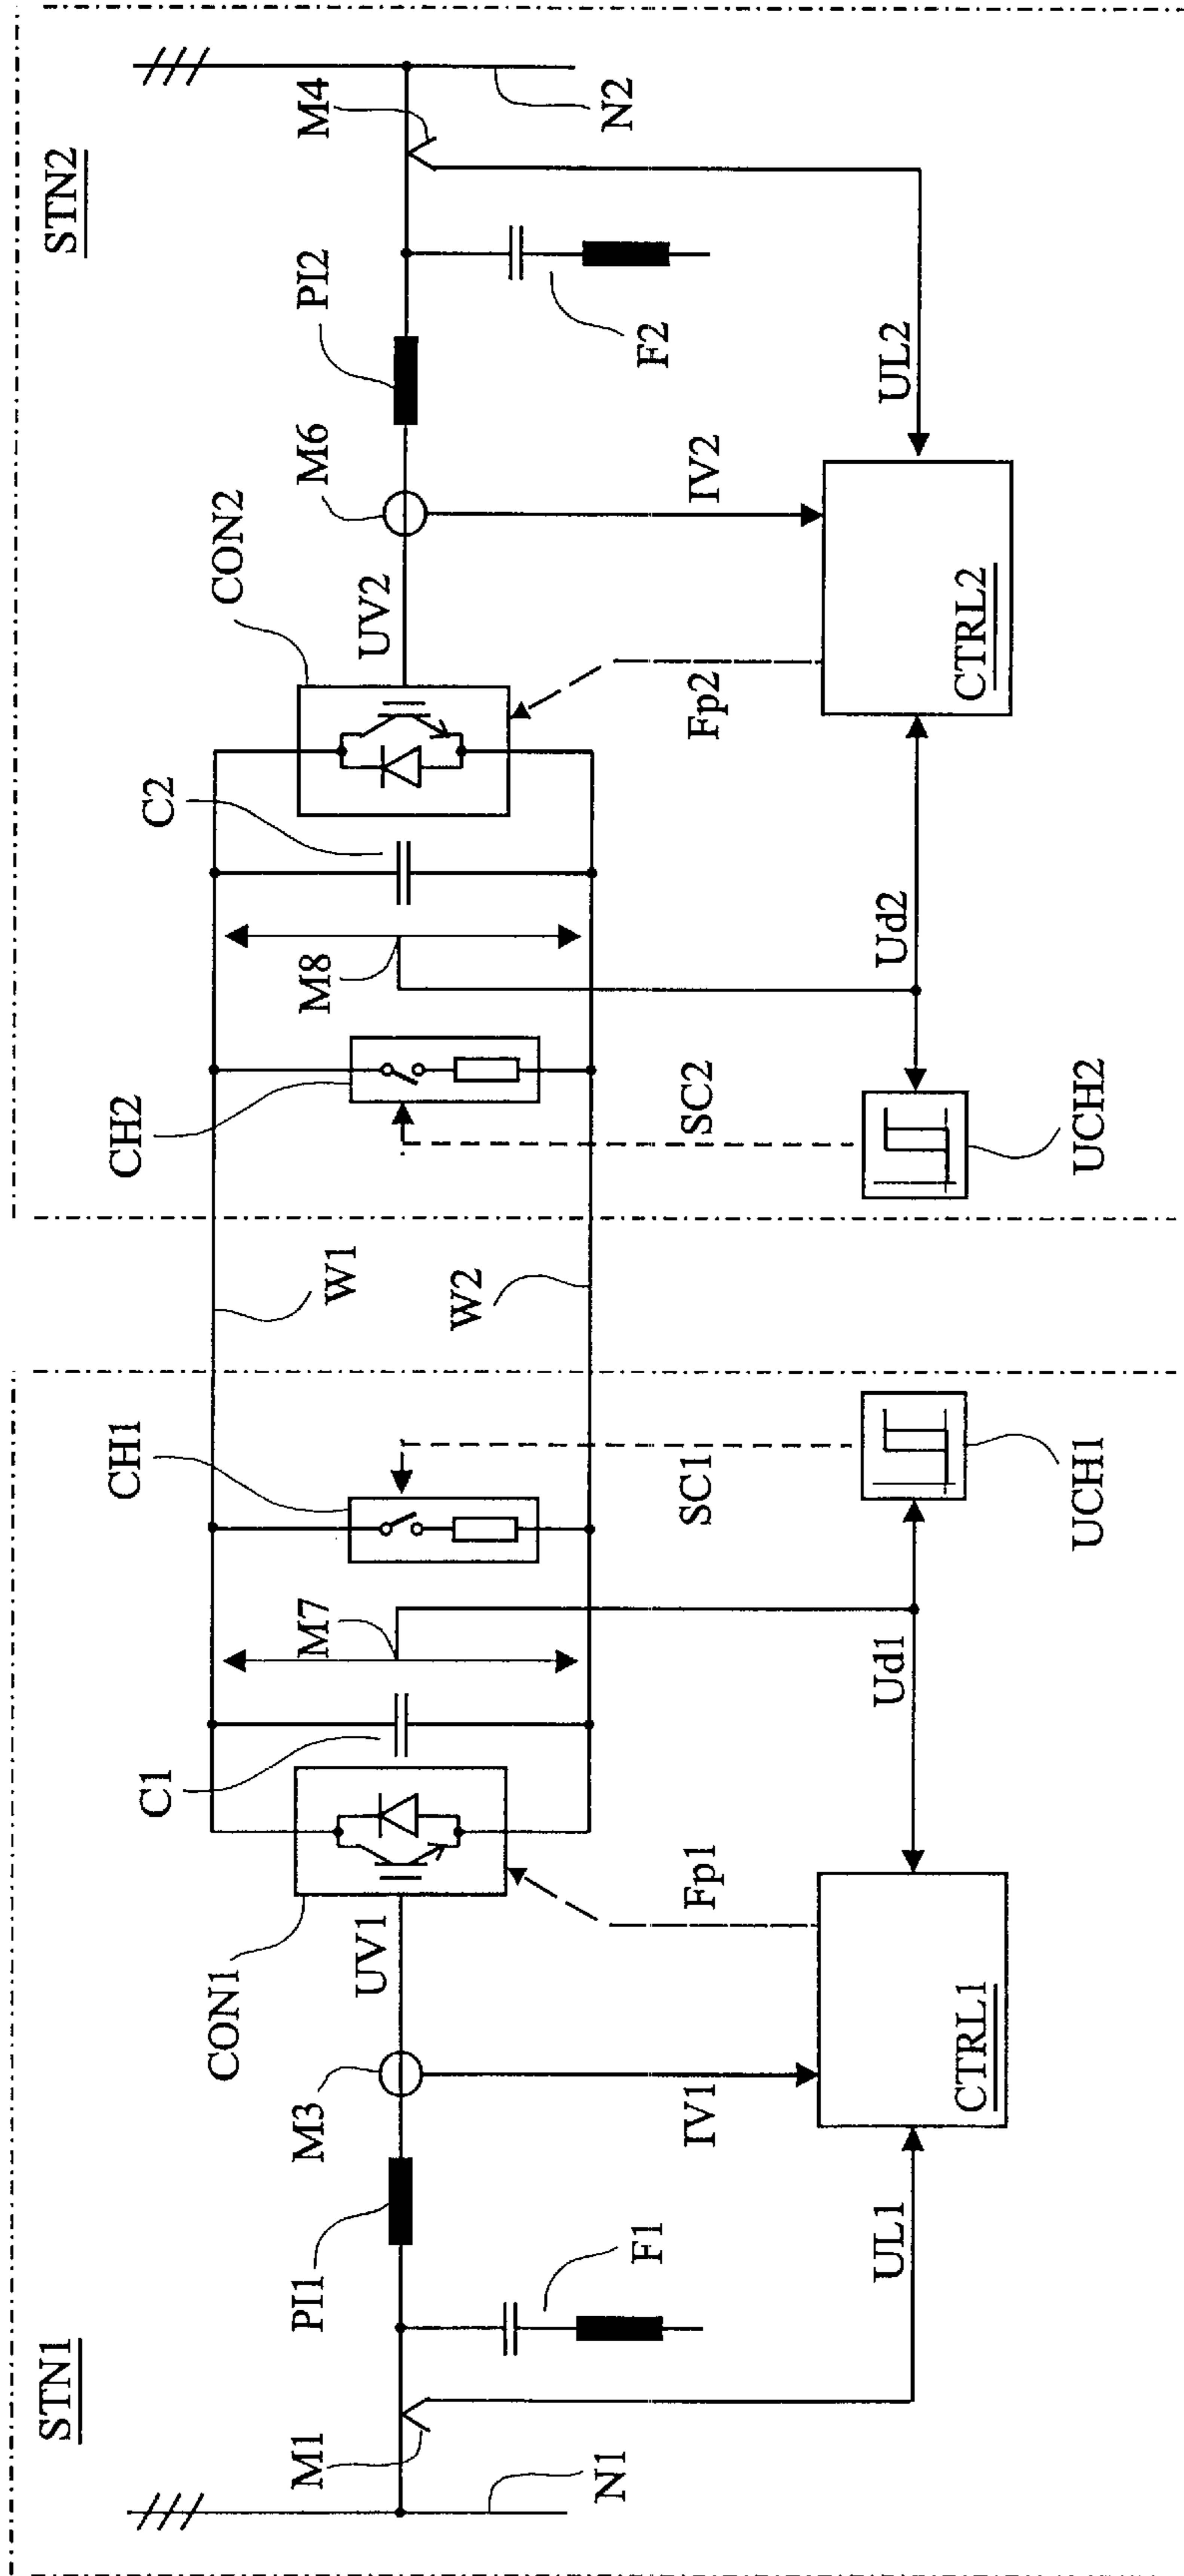 STN1
STN2
CH1
CH2
C1
C2
CON1
CON2
W1
W2
M1
PI1
M3
UV1
M7
M8
UV2
M6
PI2
M4
N1
F1
N2
F2
IV1
Fp1
SC1
SC2
Fp2
IV2
UL1
Ud1
Ud2
UL2
CTRL1
CTRL2
UCH1
UCH2